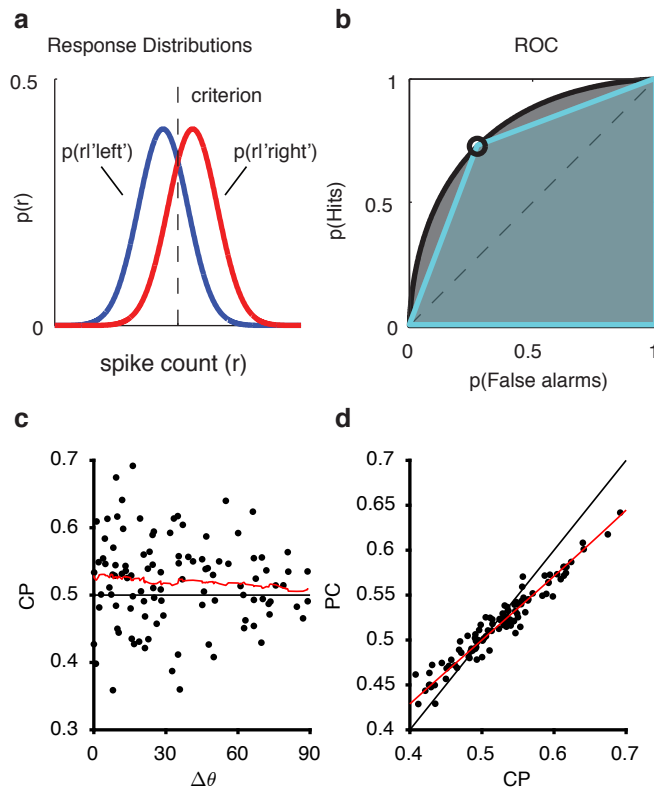 a
Response Distributions
0.5
criterion
p(rl'left')
p(rl'right')
p(r)
0
spike count (r)
b
ROC
1
0.5
p(Hits)
0
0
0.5
1
p(False alarms)
c
0.7
0.6
0.5
0.4
0.3
CP
0
30
60
90
Δθ
d
0.7
0.65
0.6
0.55
0.5
0.45
0.4
PC
0.4
0.5
0.6
0.7
CP